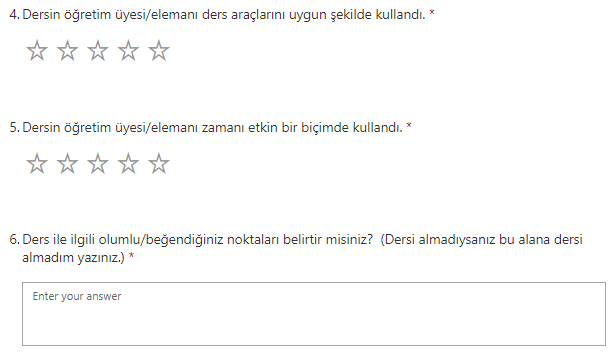 4. Dersin öğretim üyesi/elemanı ders araçlarını uygun şekilde kullandı. *
5. Dersin öğretim üyesi/elemanı zamanı etkin bir biçimde kullandı. *
6. Ders ile ilgili olumlu/beğendiğiniz noktaları belirtir misiniz?  (Dersi almadıysanız bu alana dersi
almadım yazınız.) *
Enter your answer